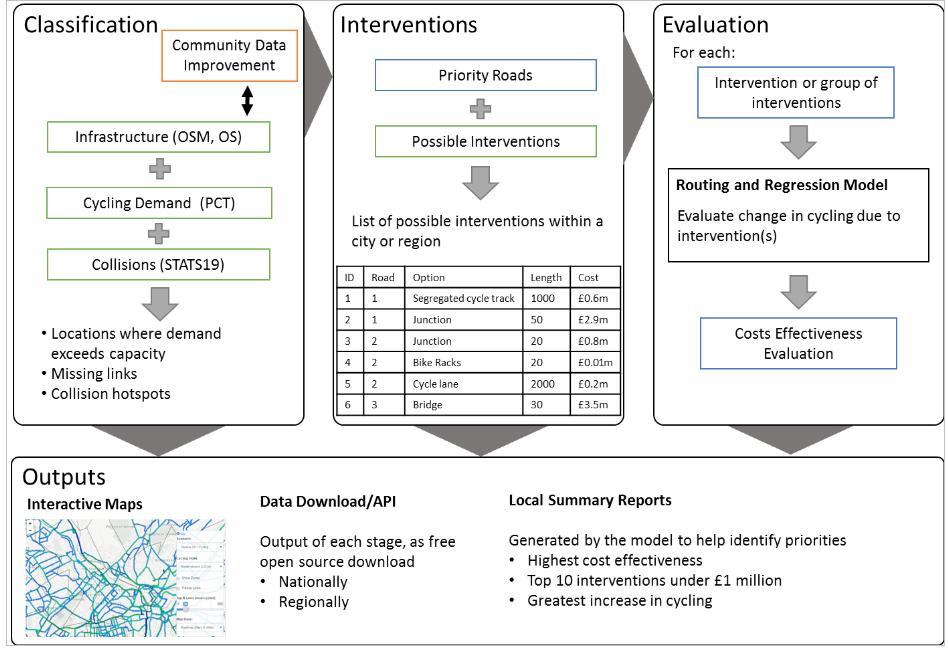 Classification
Community Data
Improvement
Infrastructure (OSM, OS)
Cycling Demand (PCT)
Collisions (STATS19)
• Locations where demand
exceeds capacity
• Missing links
• Collision hotspots
Interventions
Priority Roads
Possible Interventions
List of possible interventions within a
city or region
ID Road Option Length Cost
1 1 Segregated cycle track 1000 £0.6m
2 1 Junction 50 £2.9m
3 2 Junction 20 £0.8m
4 2 Bike Racks 20 £0.01m
5 2 Cycle lane 2000 £0.2m
6 3 Bridge 30 £3.5m
Evaluation
For each:
Intervention or group of
interventions
Routing and Regression Model
Evaluate change in cycling due to
intervention(s)
Costs Effectiveness
Evaluation
Outputs
Interactive Maps
Data Download/API
Output of each stage, as free
open source download
• Nationally
• Regionally
Local Summary Reports
Generated by the model to help identify priorities
• Highest cost effectiveness
• Top 10 interventions under £1 million
• Greatest increase in cycling